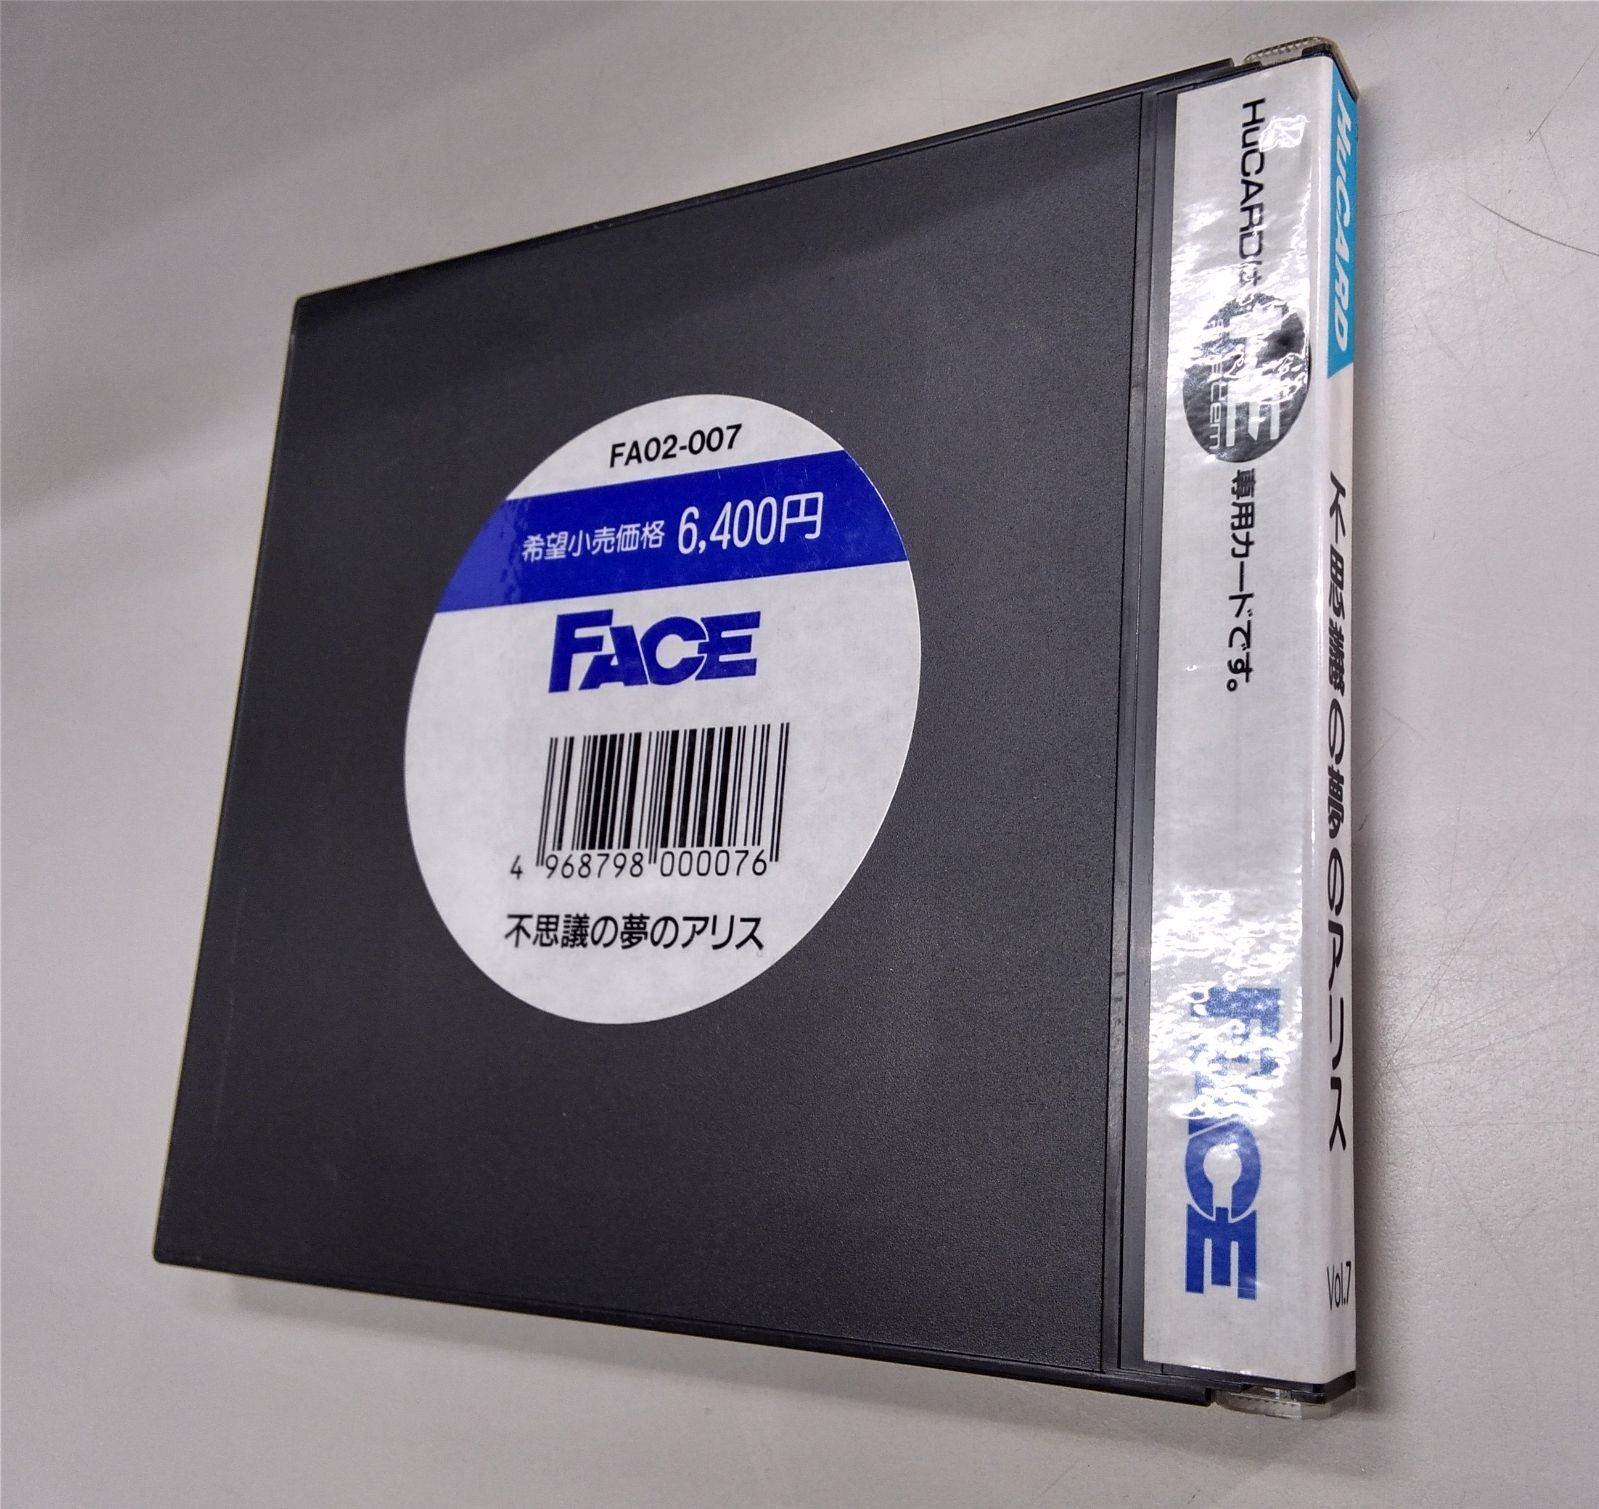 FA02-007
希望小売価格 6,400円
FACE
4 968798 000076
不思議の夢のアリス
HuCARDは
専用カードです。
FACE
HuCARD
不思議の夢のアリス
Vol.7